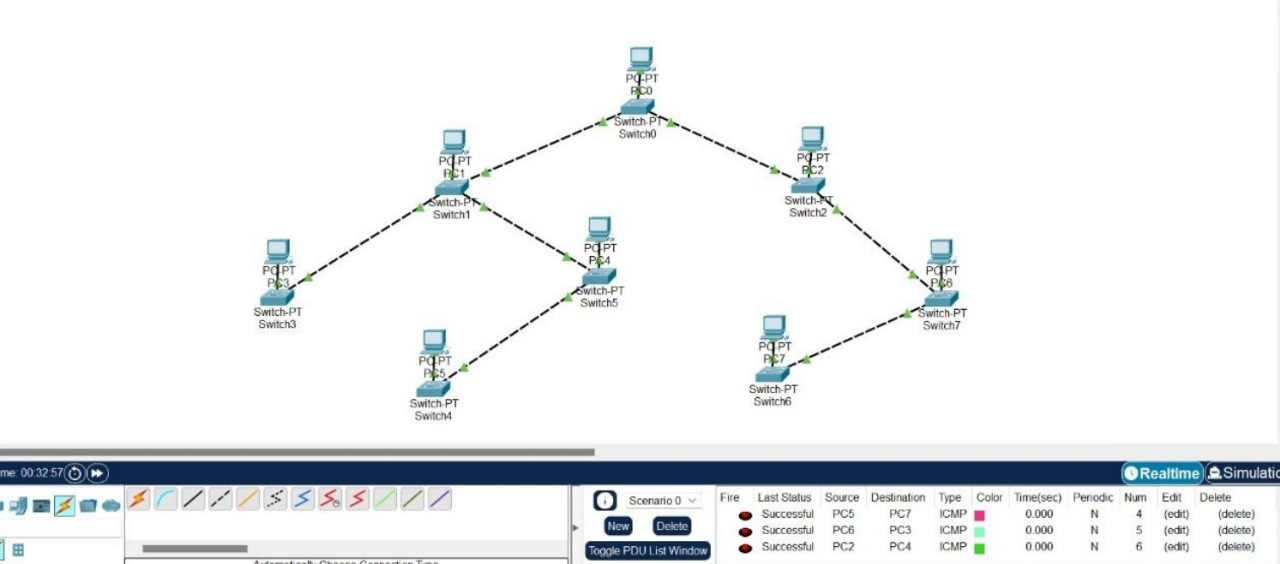 PC-PT
PC0
Switch-PT
Switch0
PC-PT
PC1
Switch-PT
Switch1
PC-PT
PC2
Switch-PT
Switch2
PC-PT
PC3
Switch-PT
Switch3
PC-PT
PC4
Switch-PT
Switch5
PC-PT
PC6
Switch-PT
Switch7
PC-PT
PC5
Switch-PT
Switch4
PC-PT
PC7
Switch-PT
Switch6
me: 00:32:57
Realtime
Simulatio
Scenario 0
New
Delete
Toggle PDU List Window
Fire Last Status Source Destination Type Color Time(sec) Periodic Num Edit Delete
Successful PC5 PC7 ICMP 0.000 N 4 (edit) (delete)
Successful PC6 PC3 ICMP 0.000 N 5 (edit) (delete)
Successful PC2 PC4 ICMP 0.000 N 6 (edit) (delete)
Automatically Choose Connection Type